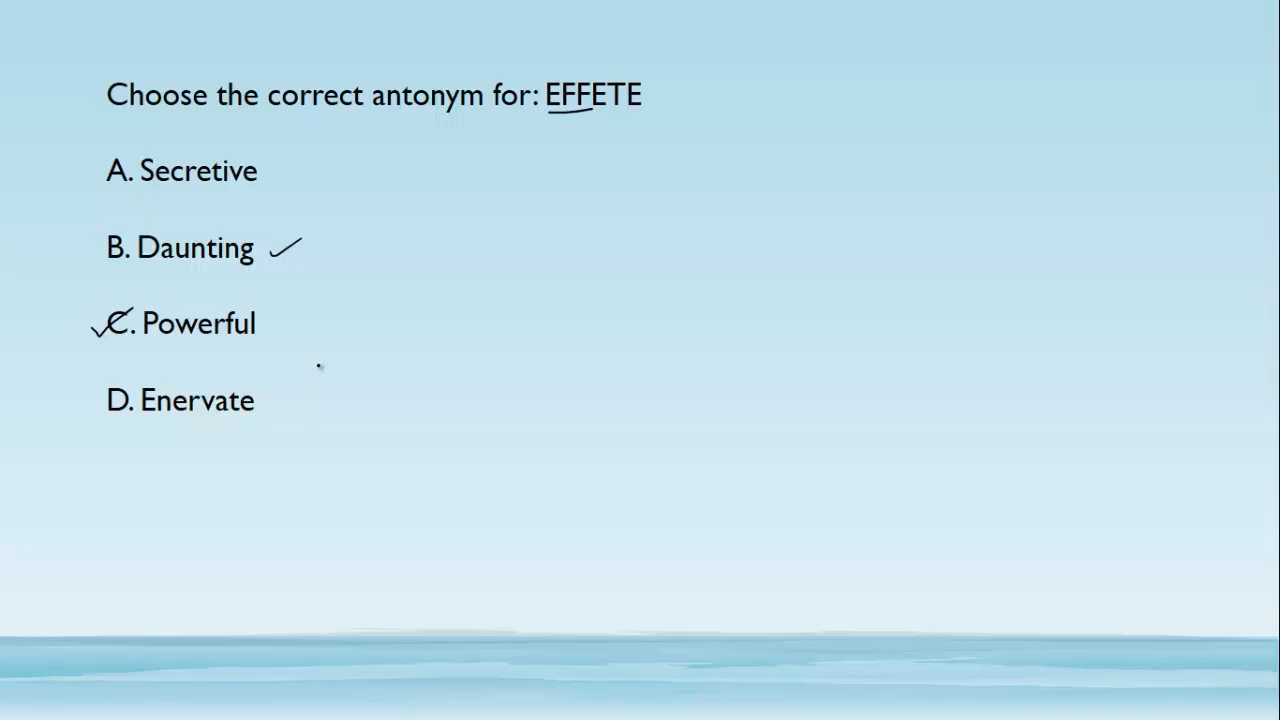 Choose the correct antonym for: EFFETE
A. Secretive
B. Daunting
C. Powerful
D. Enervate